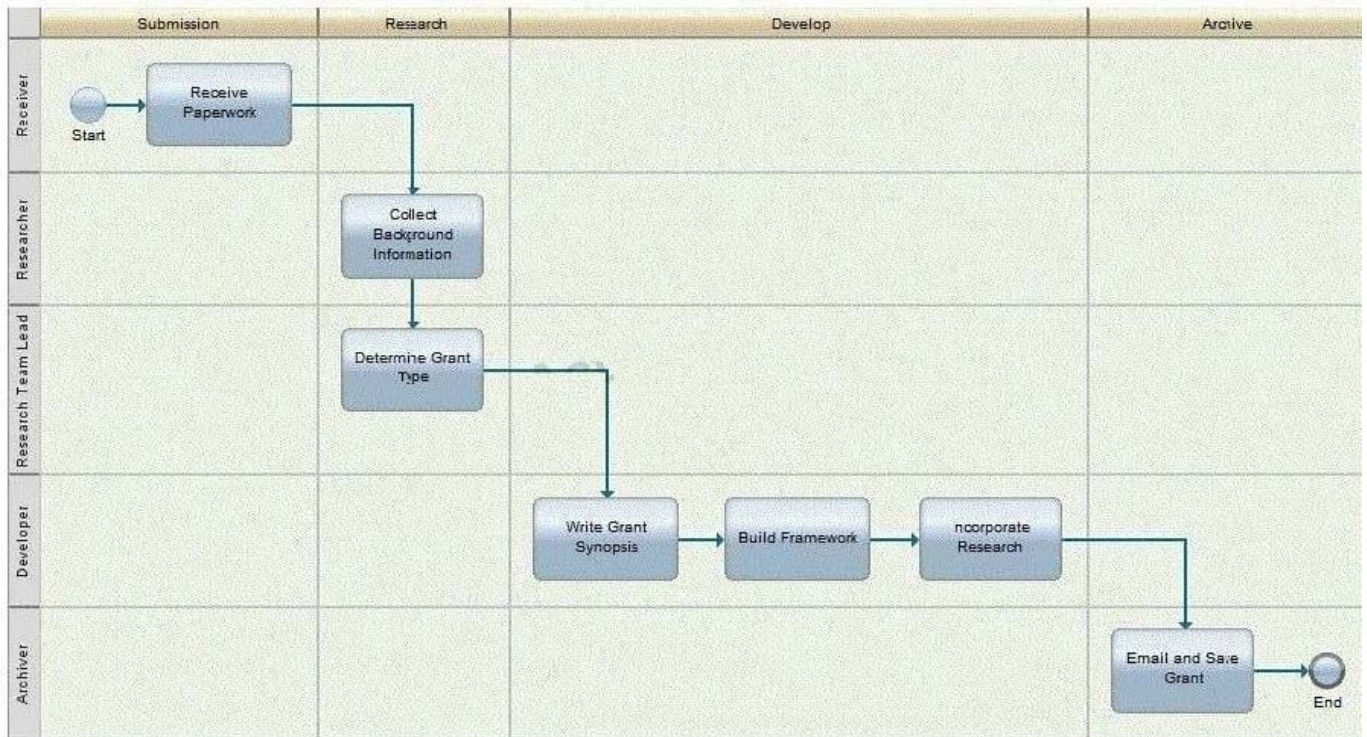 Submission
Research
Develop
Archive
Receiver
Receive
Paperwork
Start
Researcher
Collect
Background
Information
Research Team Lead
Determine Grant
Type
Developer
Write Grant
Synopsis
Build Framework
ncorporate
Research
Archiver
Email and Save
Grant
End